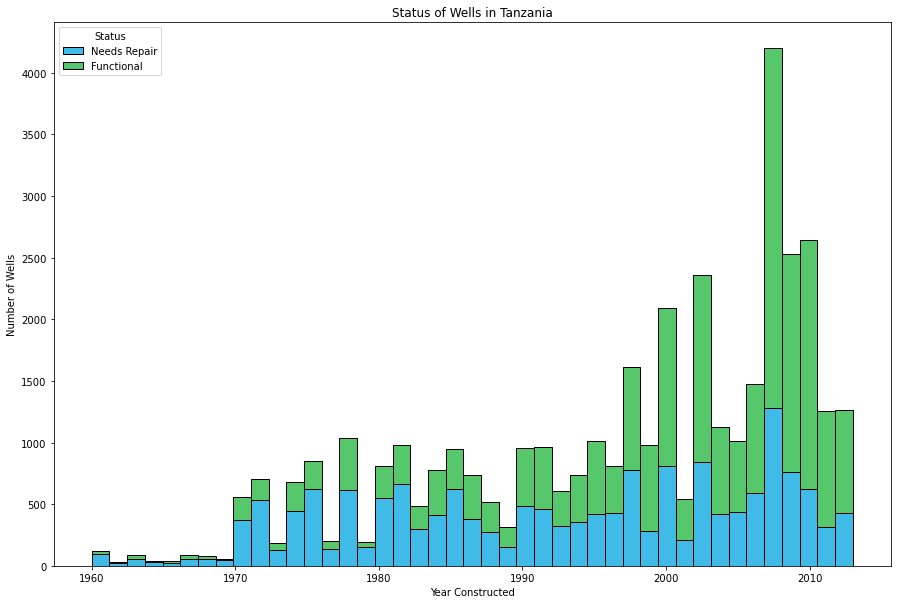 Status of Wells in Tanzania
Status
Needs Repair
Functional
4000
3500
3000
2500
2000
1500
1000
500
0
Number of Wells
1960
1970
1980
1990
2000
2010
Year Constructed